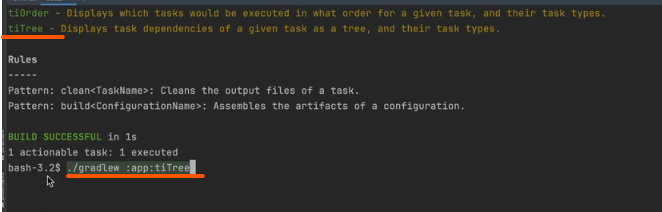 tiOrder - Displays which tasks would be executed in what order for a given task, and their task types.
tiTree - Displays task dependencies of a given task as a tree, and their task types.
Rules
-----
Pattern: clean<TaskName>: Cleans the output files of a task.
Pattern: build<ConfigurationName>: Assembles the artifacts of a configuration.
BUILD SUCCESSFUL in 1s
1 actionable task: 1 executed
bash-3.2$ ./gradlew :app:tiTree